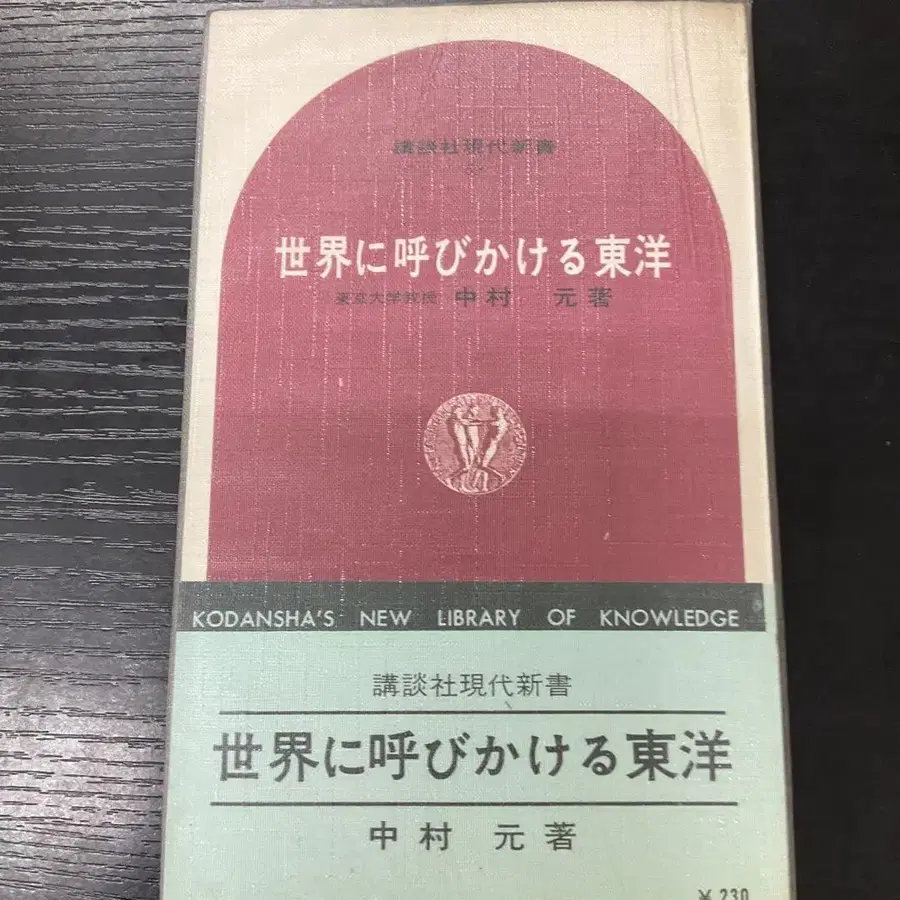 講談社現代新書
世界に呼びかける東洋
東京大学教授 中村 元著
KODANSHA'S NEW LIBRARY OF KNOWLEDGE
講談社現代新書
世界に呼びかける東洋
中村 元著
¥230